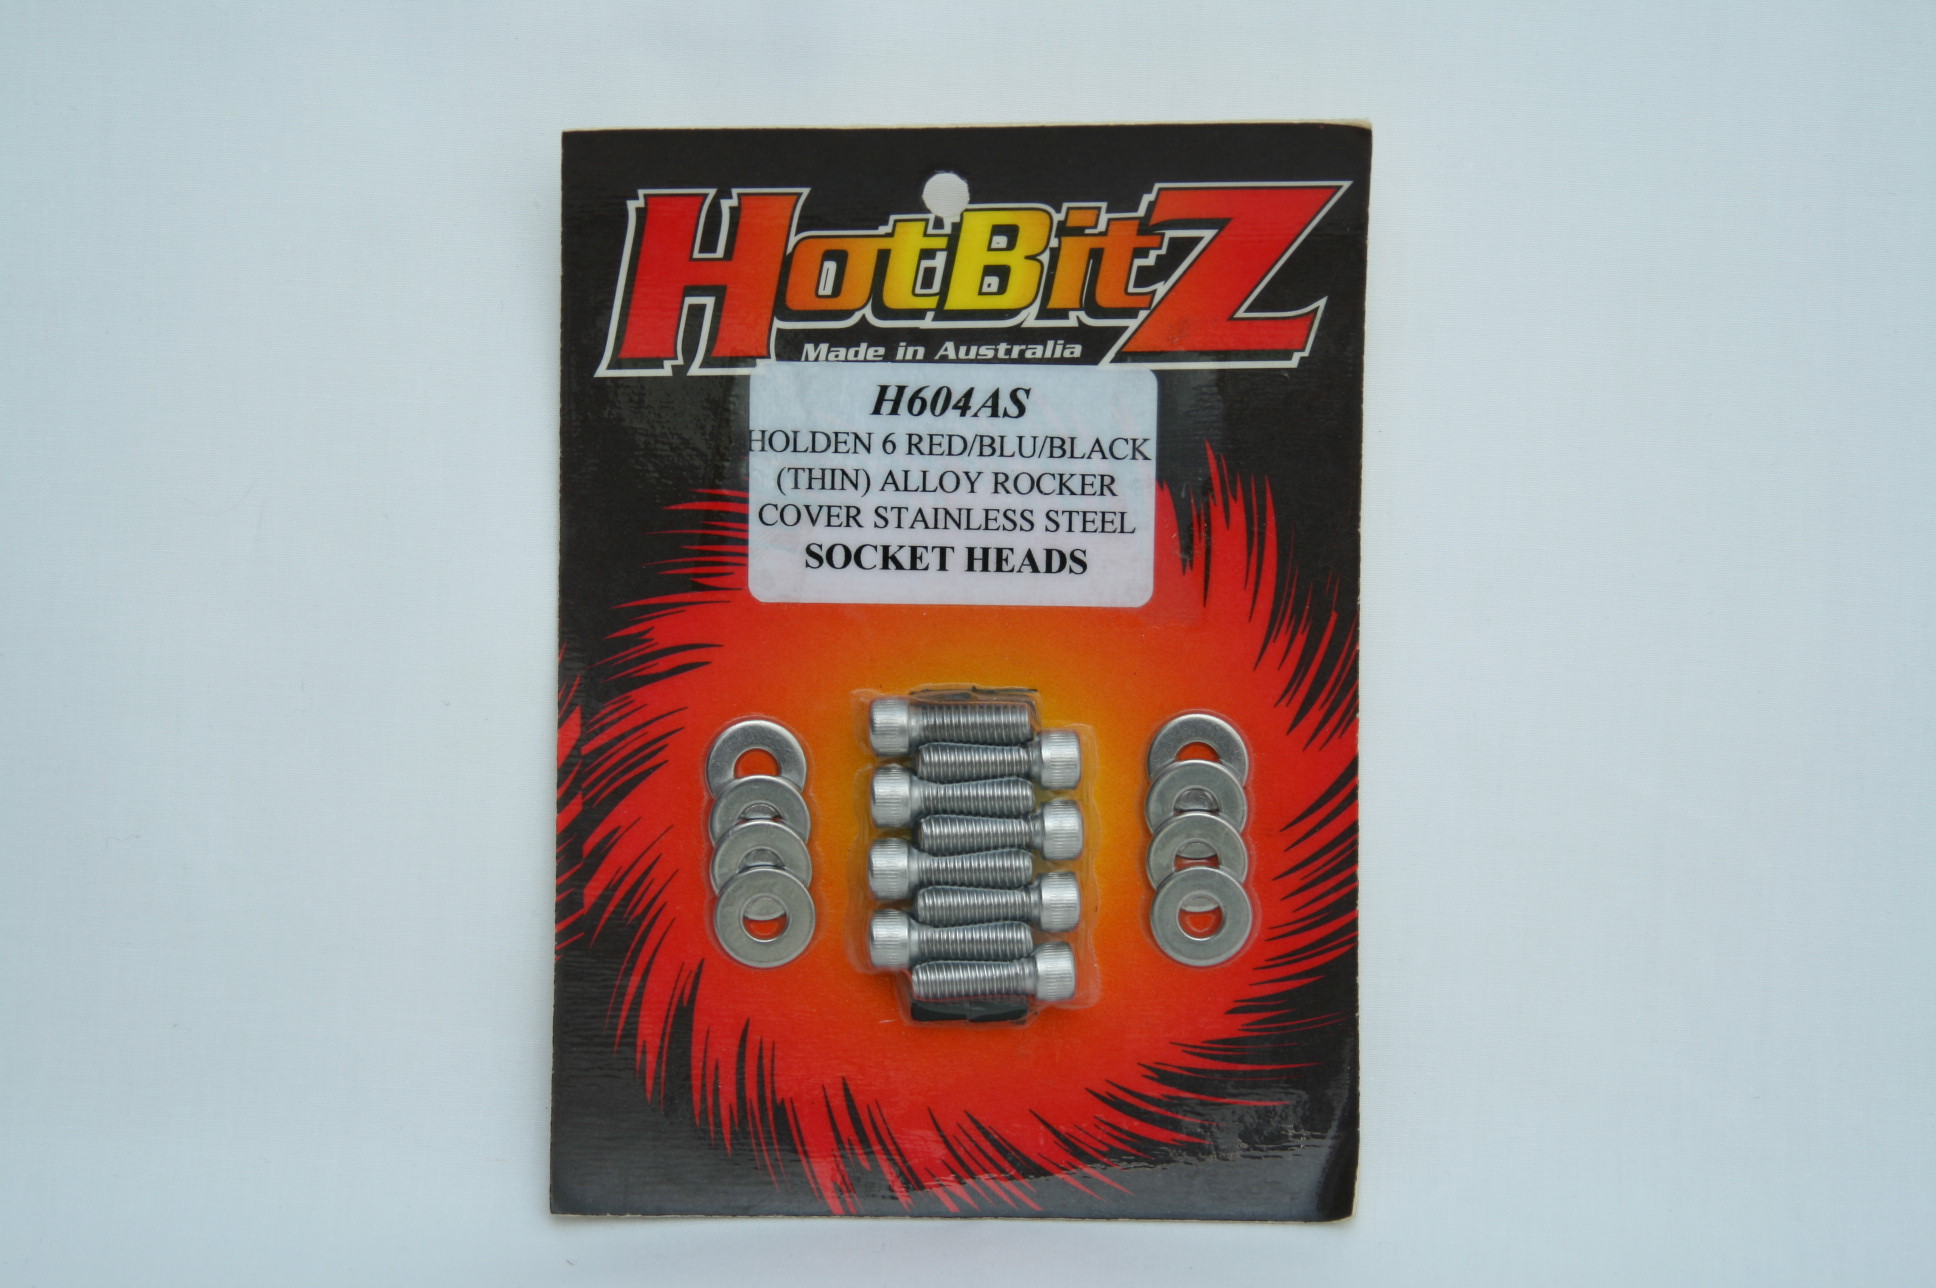 HotBitZ
Made in Australia
H604AS
HOLDEN 6 RED/BLU/BLACK
(THIN) ALLOY ROCKER
COVER STAINLESS STEEL
SOCKET HEADS